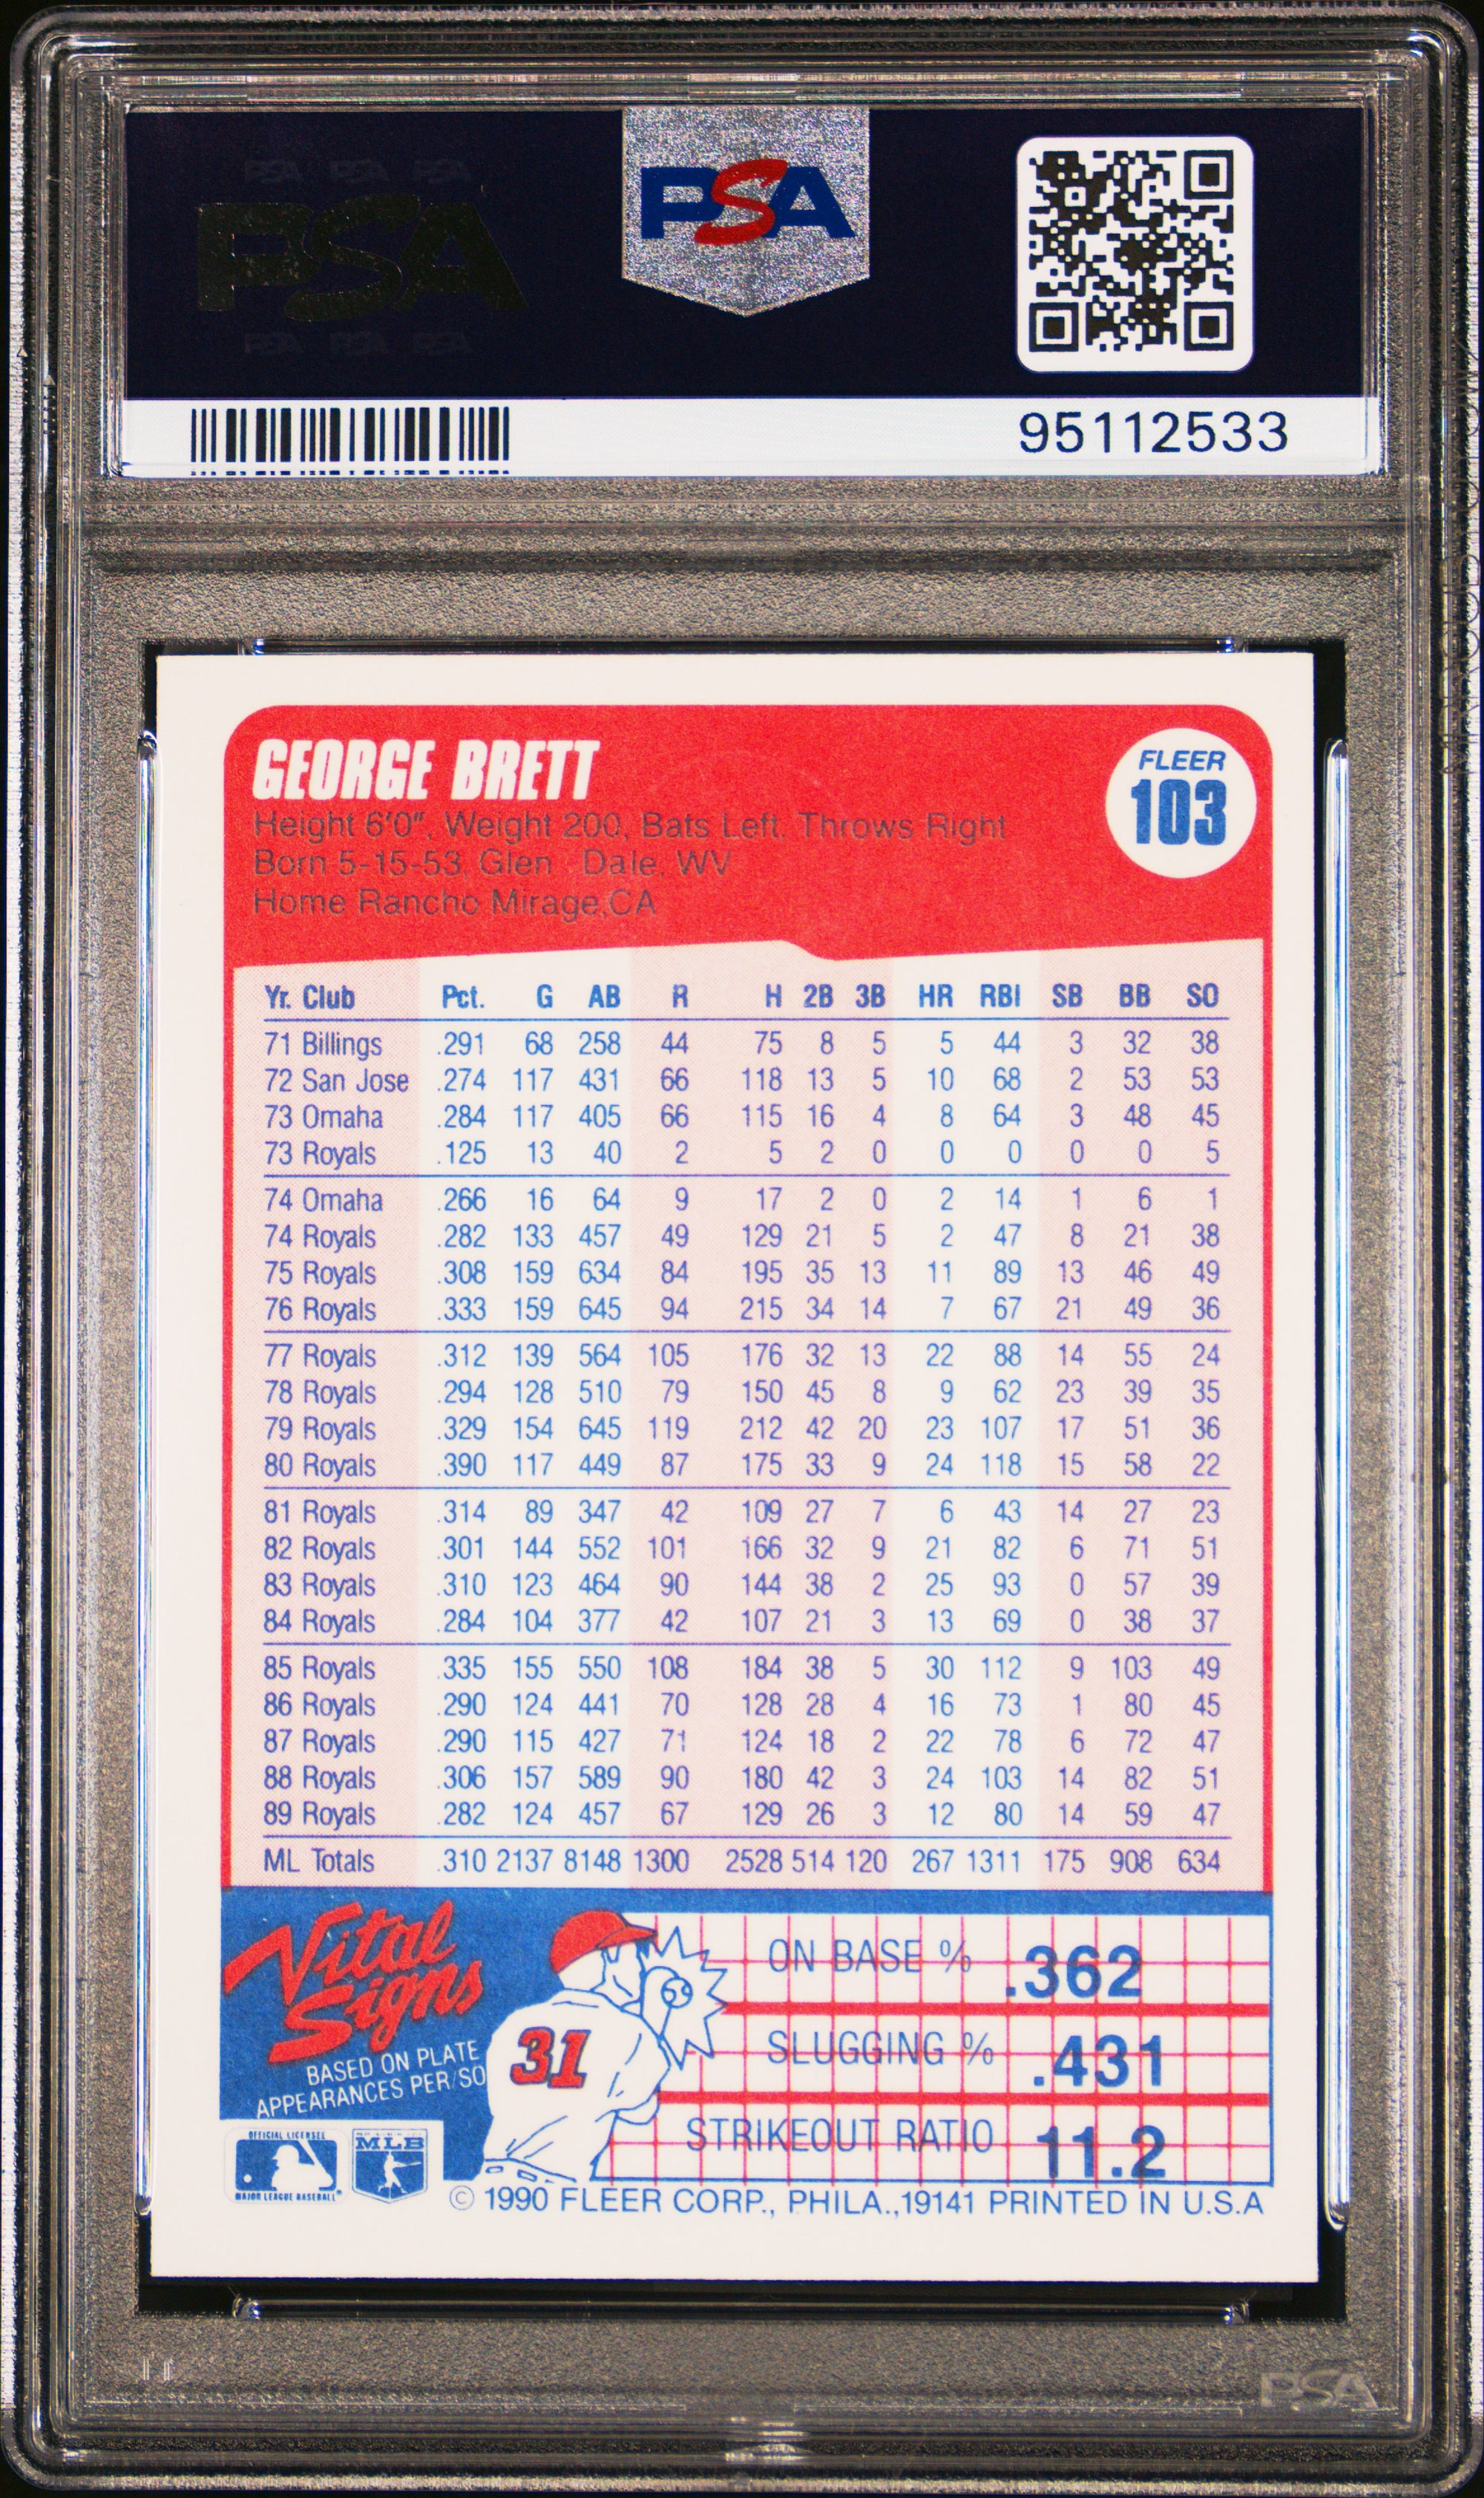 PSA PSA PSA
PSA
PSA PSA PSA
PSA
95112533
GEORGE BRETT
FLEER
103
Height 6'0", Weight 200, Bats Left, Throws Right
Born 5-15-53, Glen Dale, WV
Home Rancho Mirage,CA
Yr. Club Pct. G AB R H 2B 3B HR RBI SB BB SO
71 Billings .291 68 258 44 75 8 5 5 44 3 32 38
72 San Jose .274 117 431 66 118 13 5 10 68 2 53 53
73 Omaha .284 117 405 66 115 16 4 8 64 3 48 45
73 Royals .125 13 40 2 5 2 0 0 0 0 0 5
74 Omaha .266 16 64 9 17 2 0 2 14 1 6 1
74 Royals .282 133 457 49 129 21 5 2 47 8 21 38
75 Royals .308 159 634 84 195 35 13 11 89 13 46 49
76 Royals .333 159 645 94 215 34 14 7 67 21 49 36
77 Royals .312 139 564 105 176 32 13 22 88 14 55 24
78 Royals .294 128 510 79 150 45 8 9 62 23 39 35
79 Royals .329 154 645 119 212 42 20 23 107 17 51 36
80 Royals .390 117 449 87 175 33 9 24 118 15 58 22
81 Royals .314 89 347 42 109 27 7 6 43 14 27 23
82 Royals .301 144 552 101 166 32 9 21 82 6 71 51
83 Royals .310 123 464 90 144 38 2 25 93 0 57 39
84 Royals .284 104 377 42 107 21 3 13 69 0 38 37
85 Royals .335 155 550 108 184 38 5 30 112 9 103 49
86 Royals .290 124 441 70 128 28 4 16 73 1 80 45
87 Royals .290 115 427 71 124 18 2 22 78 6 72 47
88 Royals .306 157 589 90 180 42 3 24 103 14 82 51
89 Royals .282 124 457 67 129 26 3 12 80 14 59 47
ML Totals .310 2137 8148 1300 2528 514 120 267 1311 175 908 634
Vital
Signs
BASED ON PLATE
APPEARANCES PER/SO
31
ON BASE % .362
SLUGGING % .431
STRIKEOUT RATIO 11.2
OFFICIAL LICENSEE
MAJOR LEAGUE BASEBALL
MLB
© 1990 FLEER CORP., PHILA.,19141 PRINTED IN U.S.A
PSA